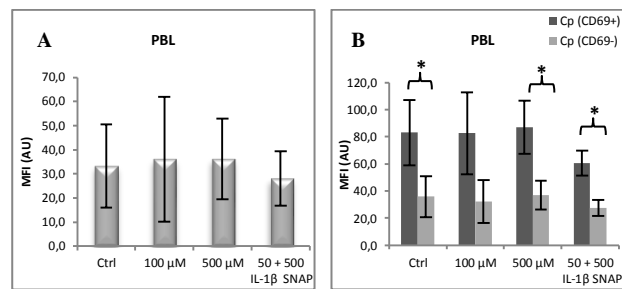 A
PBL
MFI (AU)
70,0
60,0
50,0
40,0
30,0
20,0
10,0
0,0
Ctrl
100 µM
500 µM
50 + 500
IL-1β SNAP
B
PBL
Cp (CD69+)
Cp (CD69-)
MFI (AU)
120,0
100,0
80,0
60,0
40,0
20,0
0,0
*
*
*
Ctrl
100 µM
500 µM
50 + 500
IL-1β SNAP